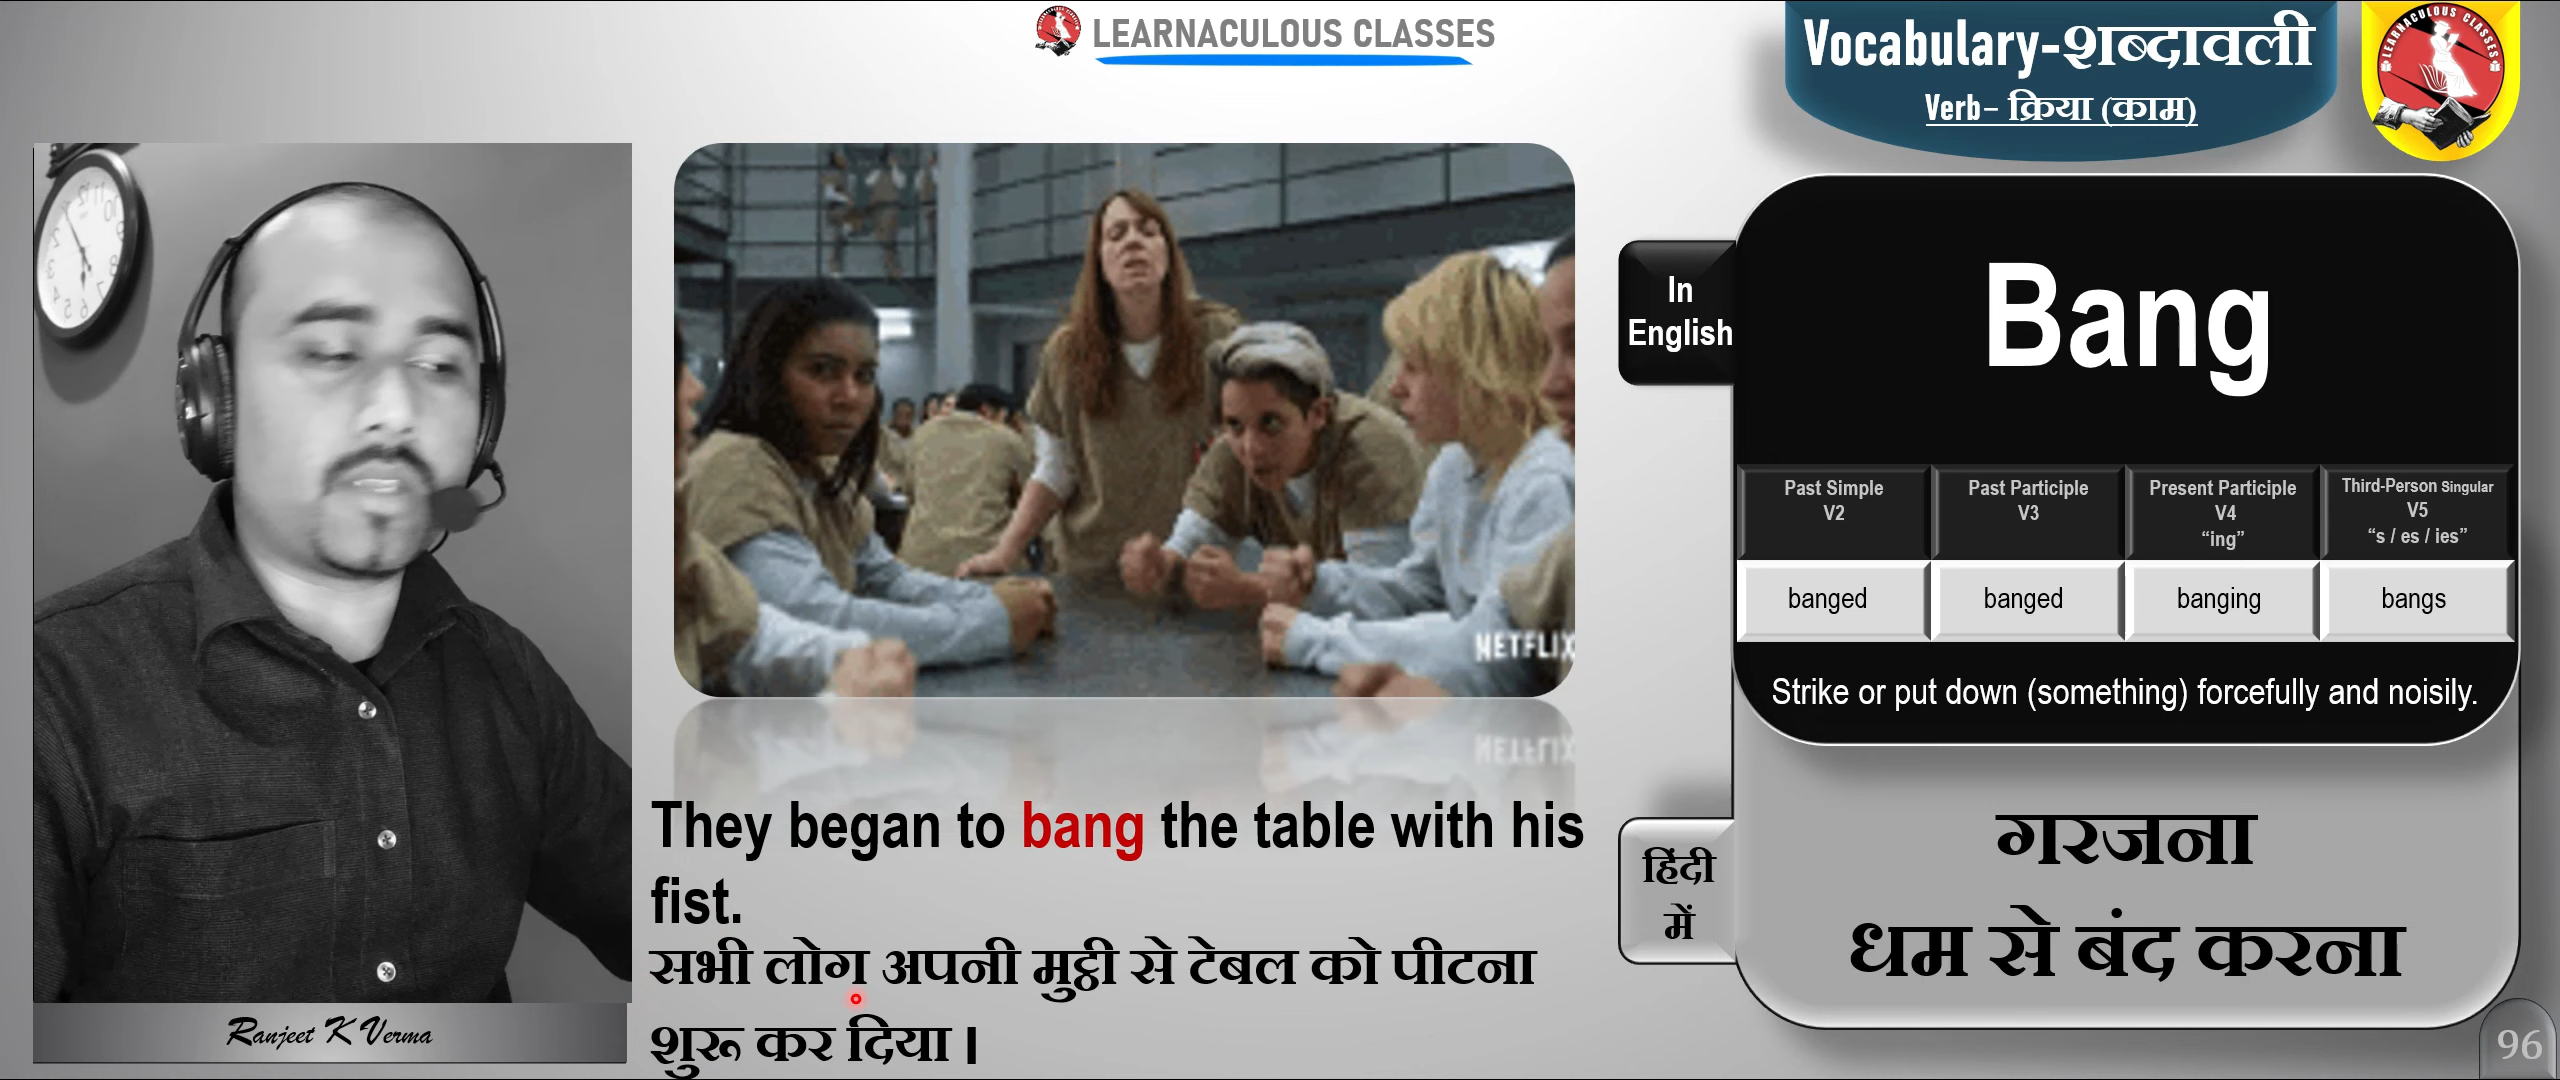 LEARNACULOUS CLASSES
Vocabulary-शब्दावली
Verb- क्रिया (काम)
LEARNACULOUS CLASSES
In
English
Bang
Past Simple
V2
Past Participle
V3
Present Participle
V4
“ing”
Third-Person Singular
V5
“s / es / ies”
banged
banged
banging
bangs
Strike or put down (something) forcefully and noisily.
NETFLIX
They began to bang the table with his
fist.
सभी लोग अपनी मुट्ठी से टेबल को पीटना
शुरू कर दिया ।
हिंदी
में
गरजना
धम से बंद करना
Ranjeet K Verma
96